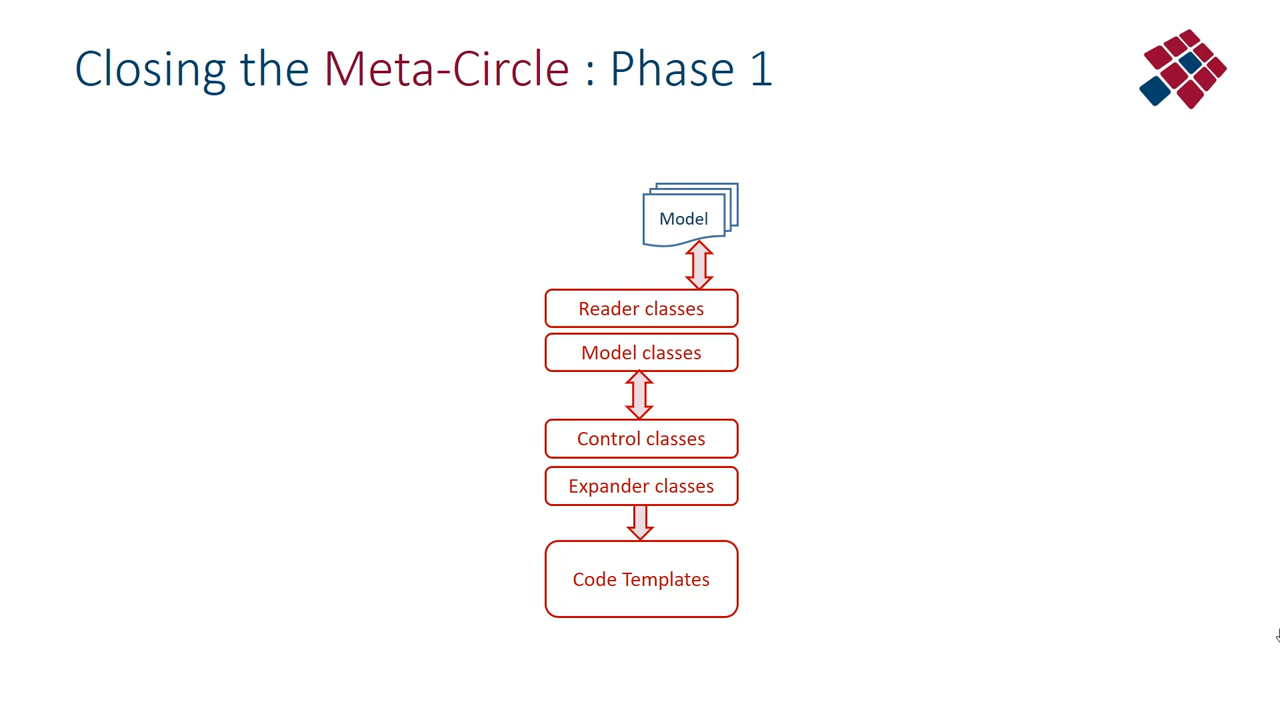 Closing the Meta-Circle : Phase 1
Model
Reader classes
Model classes
Control classes
Expander classes
Code Templates